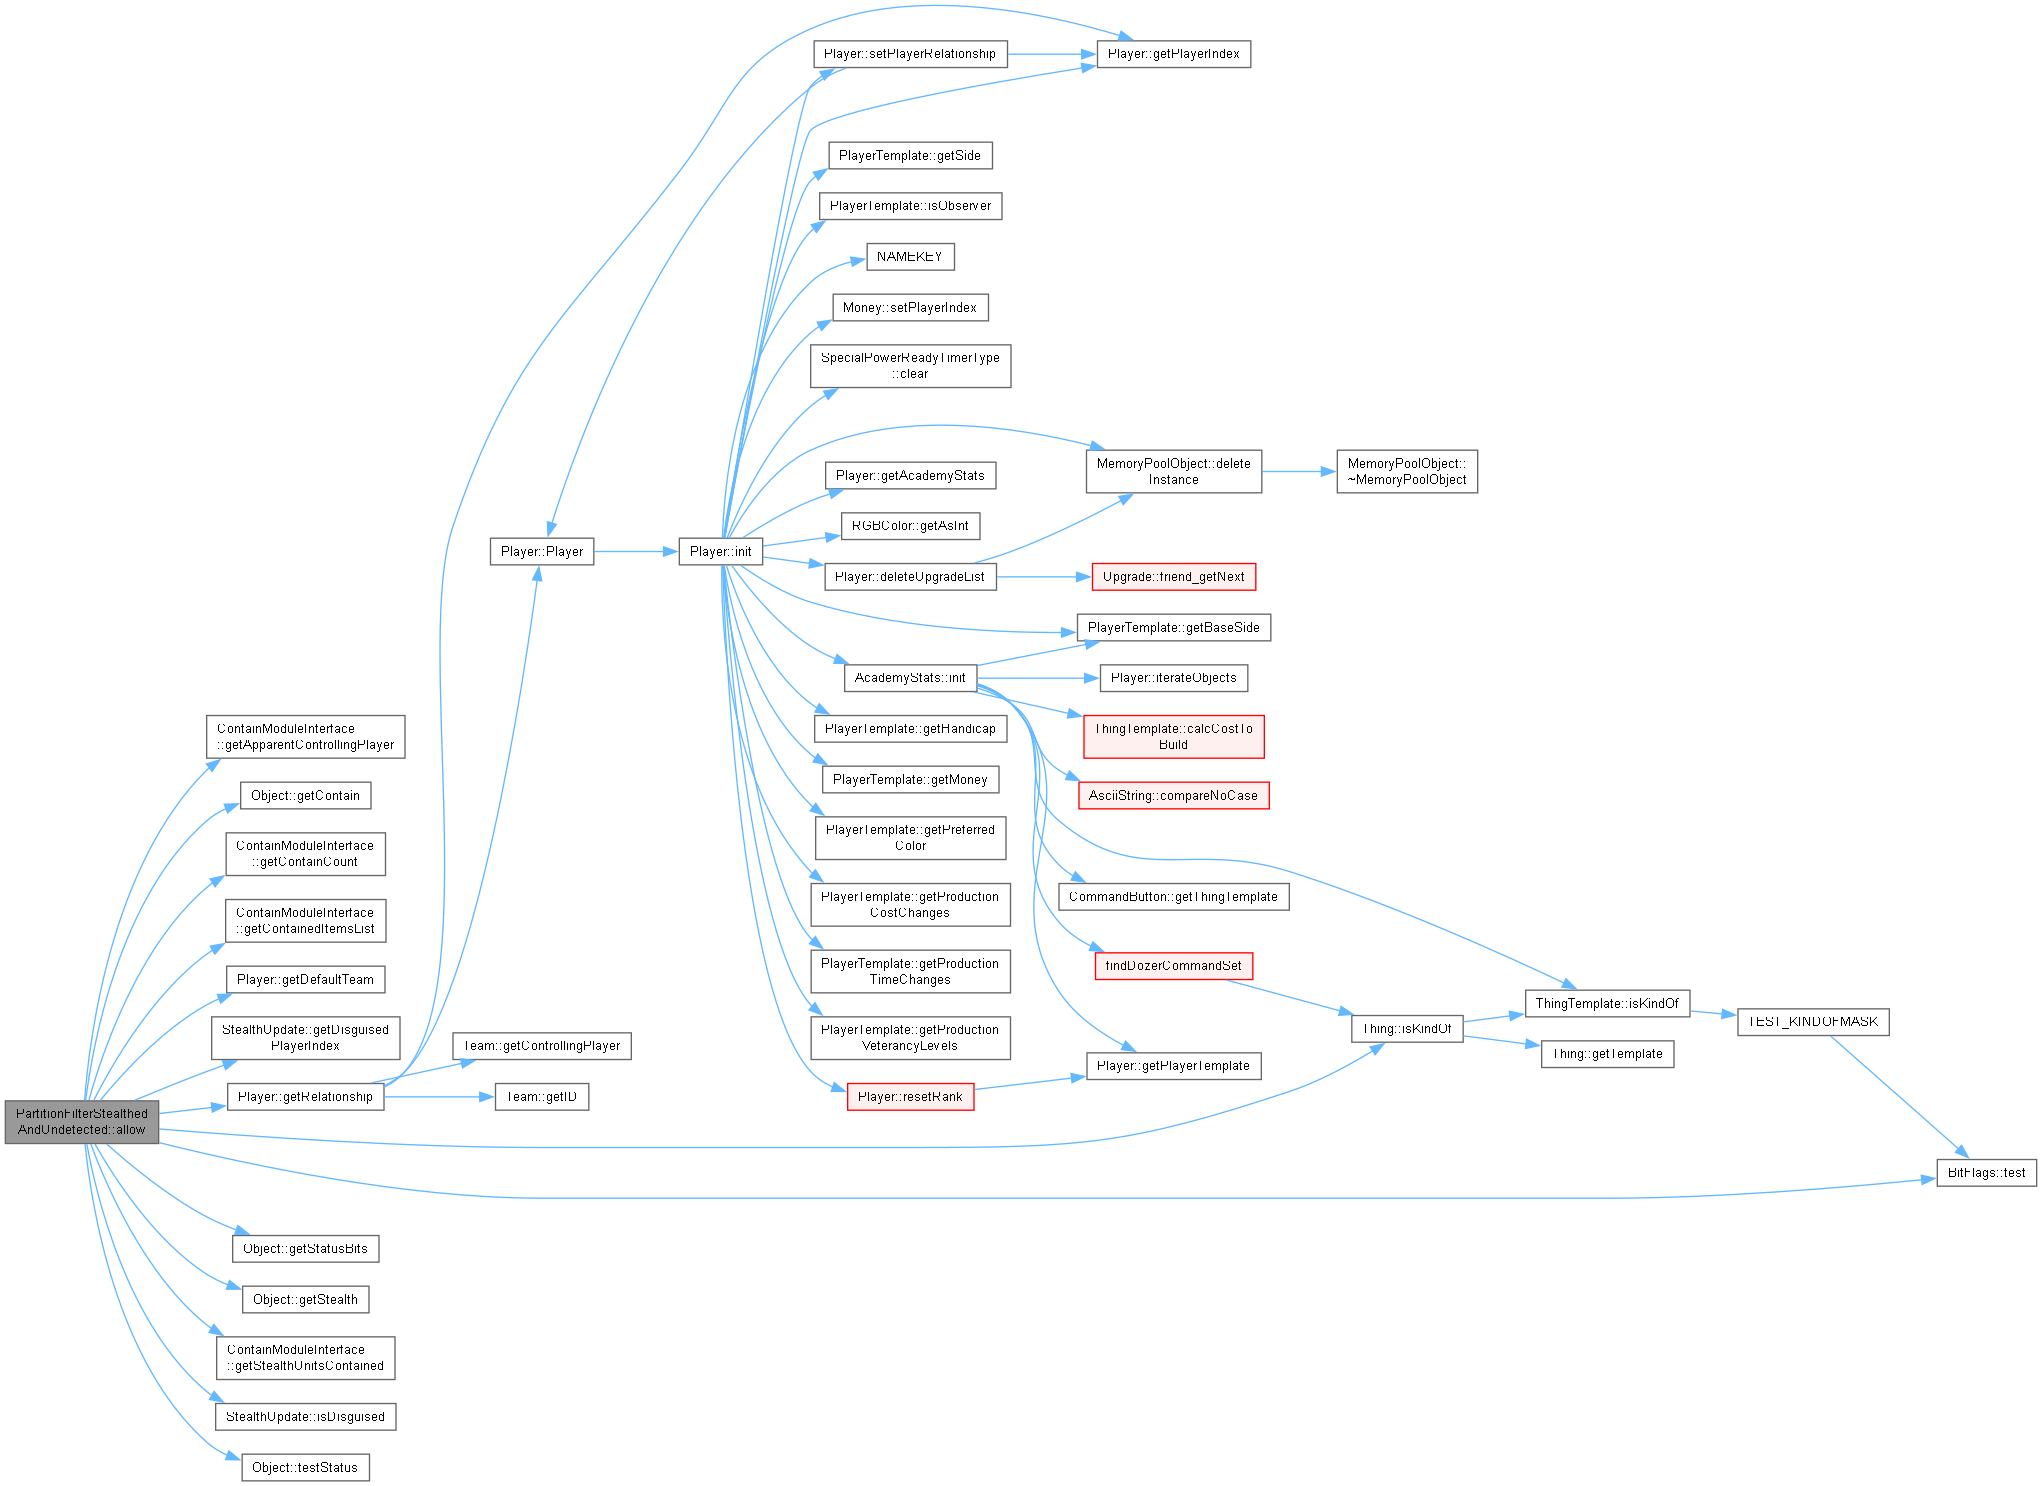 Player::setPlayerRelationship
Player::getPlayerIndex
PlayerTemplate::getSide
PlayerTemplate::isObserver
NAMEKEY
Money::setPlayerIndex
SpecialPowerReadyTimerType
::clear
MemoryPoolObject::delete
Instance
MemoryPoolObject::
~MemoryPoolObject
Player::getAcademyStats
RGBColor::getAsInt
Player::Player
Player::init
Player::deleteUpgradeList
Upgrade::friend_getNext
PlayerTemplate::getBaseSide
AcademyStats::init
Player::iterateObjects
ContainModuleInterface
::getApparentControllingPlayer
PlayerTemplate::getHandicap
ThingTemplate::calcCostTo
Build
PlayerTemplate::getMoney
Object::getContain
AsciiString::compareNoCase
PlayerTemplate::getPreferred
Color
ContainModuleInterface
::getContainCount
PlayerTemplate::getProduction
CostChanges
CommandButton::getThingTemplate
ContainModuleInterface
::getContainedItemsList
PlayerTemplate::getProduction
TimeChanges
findDozerCommandSet
Player::getDefaultTeam
ThingTemplate::isKindOf
TEST_KINDOFMASK
StealthUpdate::getDisguised
PlayerIndex
PlayerTemplate::getProduction
VeterancyLevels
Thing::isKindOf
Team::getControllingPlayer
Thing::getTemplate
Player::getPlayerTemplate
Player::getRelationship
Team::getID
Player::resetRank
PartitionFilterStealthed
AndUndetected::allow
BitFlags::test
Object::getStatusBits
Object::getStealth
ContainModuleInterface
::getStealthUnitsContained
StealthUpdate::isDisguised
Object::testStatus